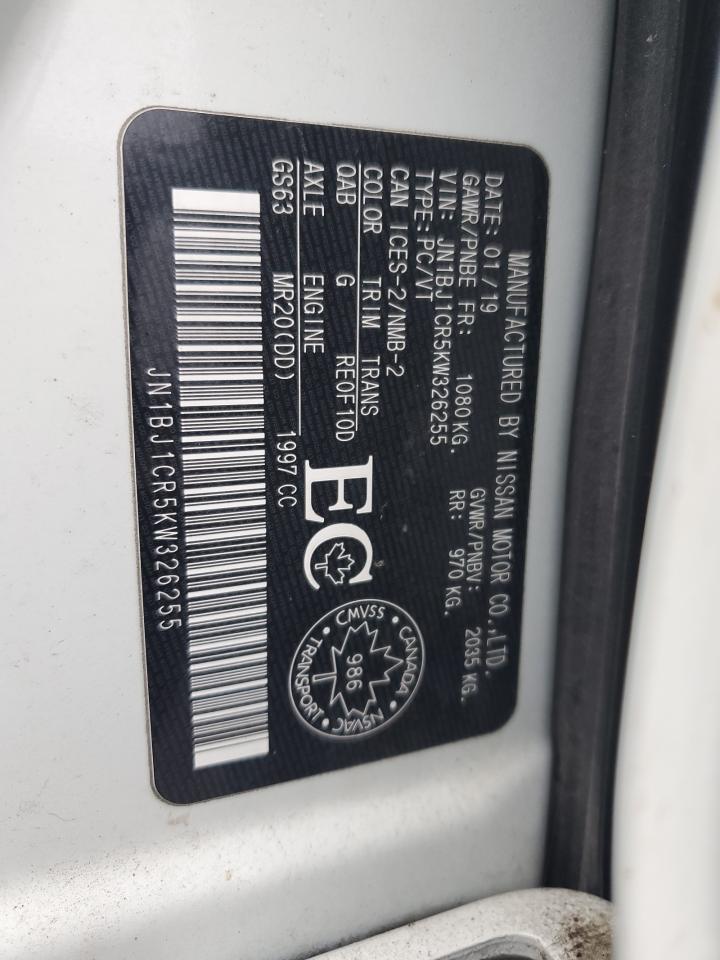 MANUFACTURED BY NISSAN MOTOR CO.,LTD.
DATE: 01/19 GVWR/PNBV: 2035 KG.
GAWR/PNBE FR: 1080 KG. RR: 970 KG.
VIN: JN1BJ1CR5KW326255
TYPE:PC/VT
CAN ICES-2/NMB-2
COLOR TRIM TRANS
QAB G RE0F10D
AXLE ENGINE
GS63 MR20(DD) 1997 CC
EC
CMVSS • CANADA • NSVAC • TRANSPORT •
986
JN1BJ1CR5KW326255